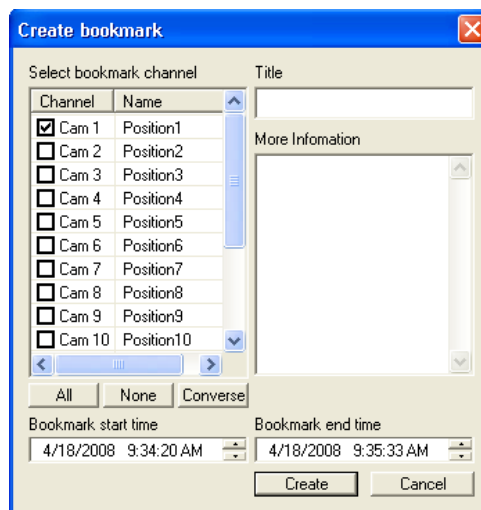 Create bookmark
Select bookmark channel
Title
Channel Name
Cam 1 Position1
Cam 2 Position2
Cam 3 Position3
Cam 4 Position4
Cam 5 Position5
Cam 6 Position6
Cam 7 Position7
Cam 8 Position8
Cam 9 Position9
Cam 10 Position10
More Infomation
All None Converse
Bookmark start time
4/18/2008 9:34:20 AM
Bookmark end time
4/18/2008 9:35:33 AM
Create Cancel